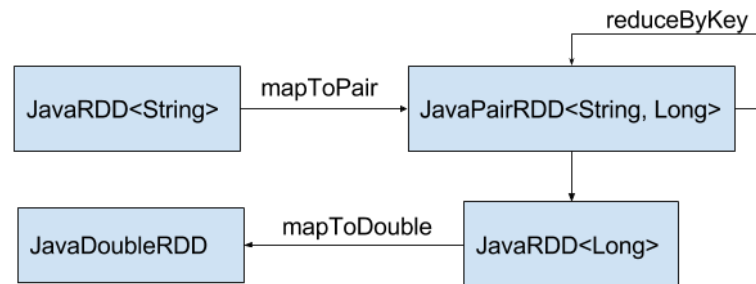 reduceByKey
mapToPair
JavaRDD<String>
JavaPairRDD<String, Long>
mapToDouble
JavaDoubleRDD
JavaRDD<Long>